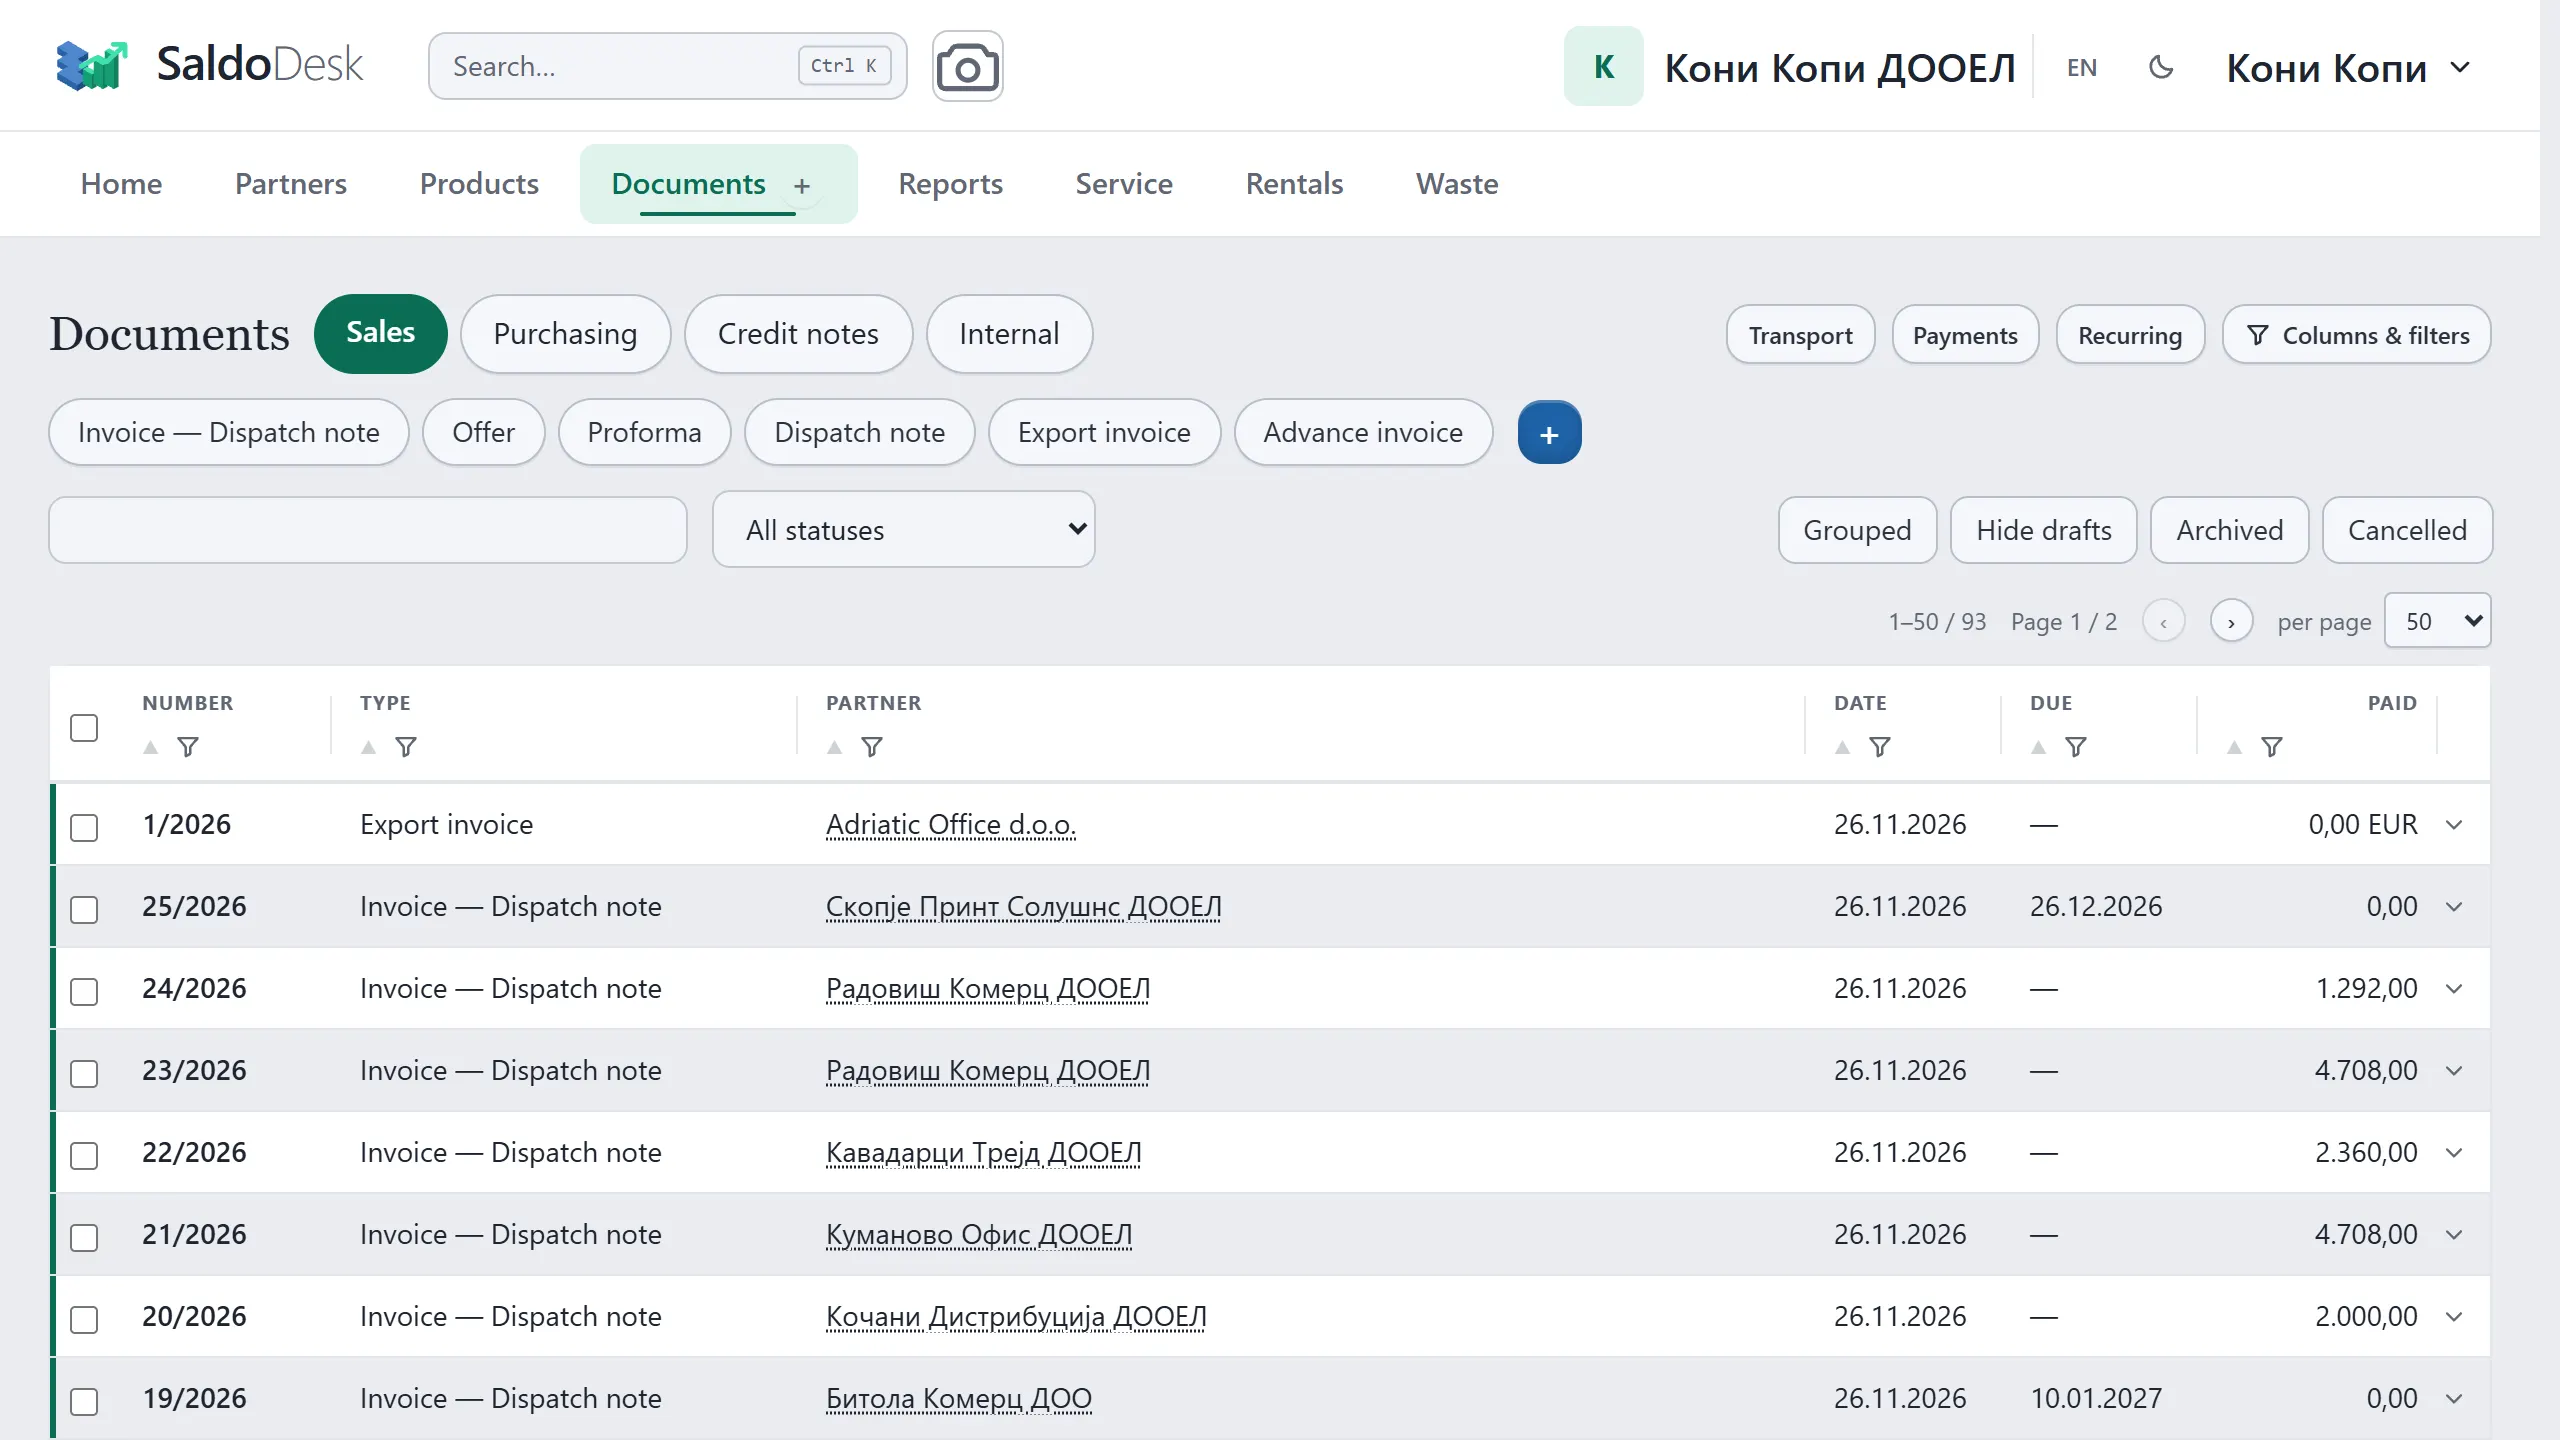 SaldoDesk
Search...
Ctrl K
K
Кони Копи ДООЕЛ
EN
Кони Копи
Home
Partners
Products
Documents +
Reports
Service
Rentals
Waste
Documents
Sales
Purchasing
Credit notes
Internal
Transport
Payments
Recurring
Columns & filters
Invoice — Dispatch note
Offer
Proforma
Dispatch note
Export invoice
Advance invoice
+
All statuses
Grouped
Hide drafts
Archived
Cancelled
1–50 / 93 Page 1 / 2 ‹ › per page 50
NUMBER TYPE PARTNER DATE DUE PAID
1/2026 Export invoice Adriatic Office d.o.o. 26.11.2026 — 0,00 EUR
25/2026 Invoice — Dispatch note Скопје Принт Солушнс ДООЕЛ 26.11.2026 26.12.2026 0,00
24/2026 Invoice — Dispatch note Радовиш Комерц ДООЕЛ 26.11.2026 — 1.292,00
23/2026 Invoice — Dispatch note Радовиш Комерц ДООЕЛ 26.11.2026 — 4.708,00
22/2026 Invoice — Dispatch note Кавадарци Трејд ДООЕЛ 26.11.2026 — 2.360,00
21/2026 Invoice — Dispatch note Куманово Офис ДООЕЛ 26.11.2026 — 4.708,00
20/2026 Invoice — Dispatch note Кочани Дистрибуција ДООЕЛ 26.11.2026 — 2.000,00
19/2026 Invoice — Dispatch note Битола Комерц ДОО 26.11.2026 10.01.2027 0,00